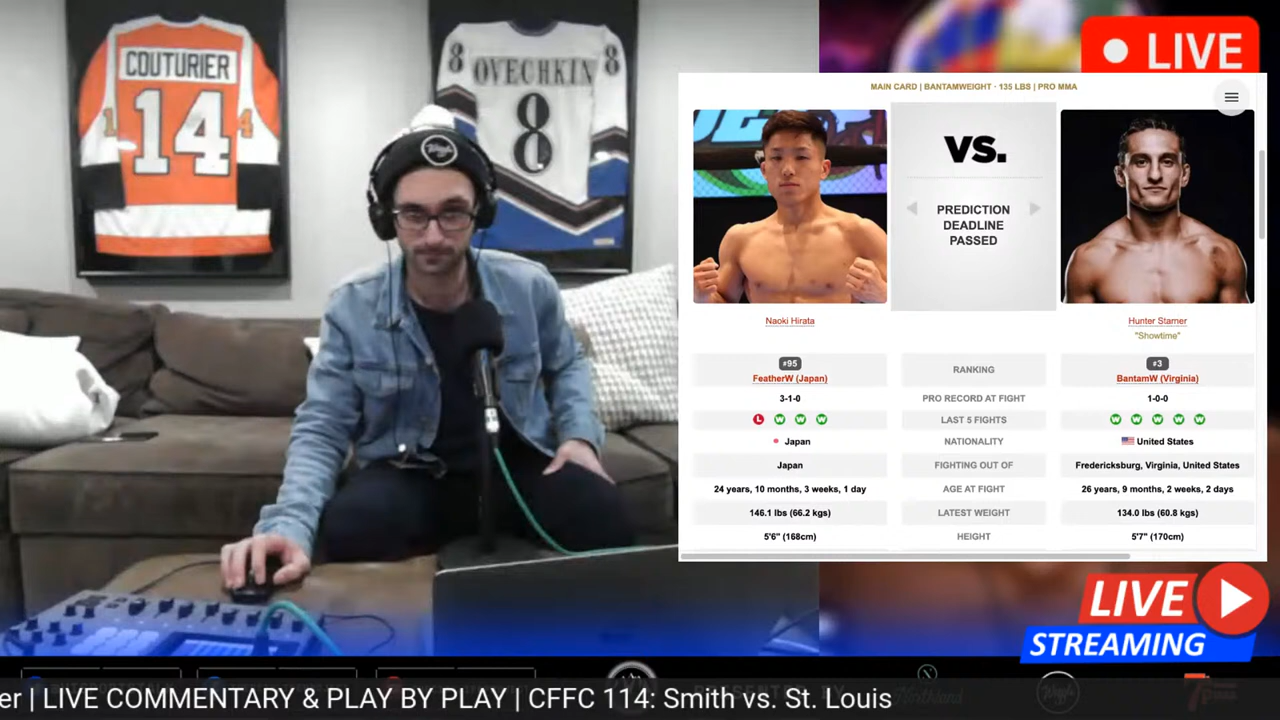 COUTURIER
14
14
4
8
8
OVECHKIN
8
LIVE
MAIN CARD | BANTAMWEIGHT · 135 LBS | PRO MMA
VS.
PREDICTION
DEADLINE
PASSED
Naoki Hirata
Hunter Starner
"Showtime"
#95
FeatherW (Japan)
RANKING
#3
BantamW (Virginia)
3-1-0
PRO RECORD AT FIGHT
1-0-0
L W W W
LAST 5 FIGHTS
W W W W W
Japan
NATIONALITY
United States
Japan
FIGHTING OUT OF
Fredericksburg, Virginia, United States
24 years, 10 months, 3 weeks, 1 day
AGE AT FIGHT
26 years, 9 months, 2 weeks, 2 days
146.1 lbs (66.2 kgs)
LATEST WEIGHT
134.0 lbs (60.8 kgs)
5'6" (168cm)
HEIGHT
5'7" (170cm)
LIVE
STREAMING
er | LIVE COMMENTARY & PLAY BY PLAY | CFFC 114: Smith vs. St. Louis